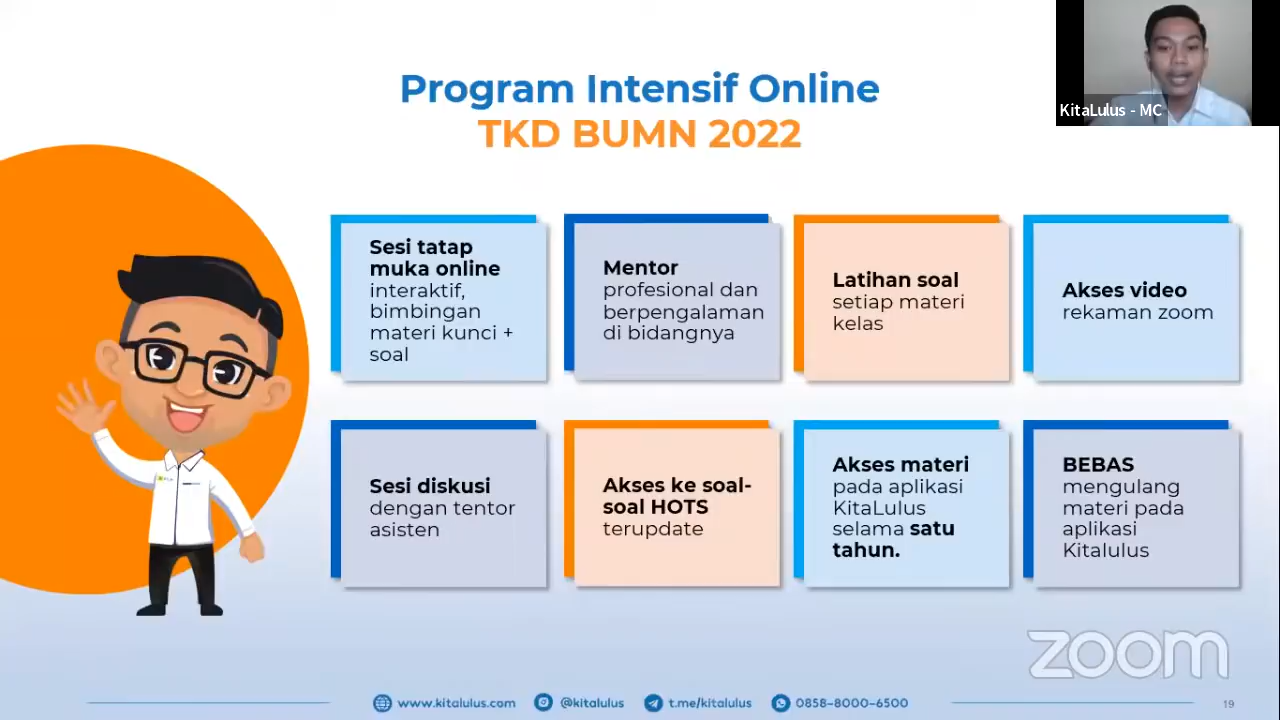 Program Intensif Online
TKD BUMN 2022
KitaLulus - MC
Sesi tatap
muka online
interaktif,
bimbingan
materi kunci +
soal
Mentor
profesional dan
berpengalaman
di bidangnya
Latihan soal
setiap materi
kelas
Akses video
rekaman zoom
Sesi diskusi
dengan tentor
asisten
Akses ke soal-
soal HOTS
terupdate
Akses materi
pada aplikasi
KitaLulus
selama satu
tahun.
BEBAS
mengulang
materi pada
aplikasi
Kitalulus
zoom
www.kitalulus.com
@kitalulus
t.me/kitalulus
0858-8000-6500
19